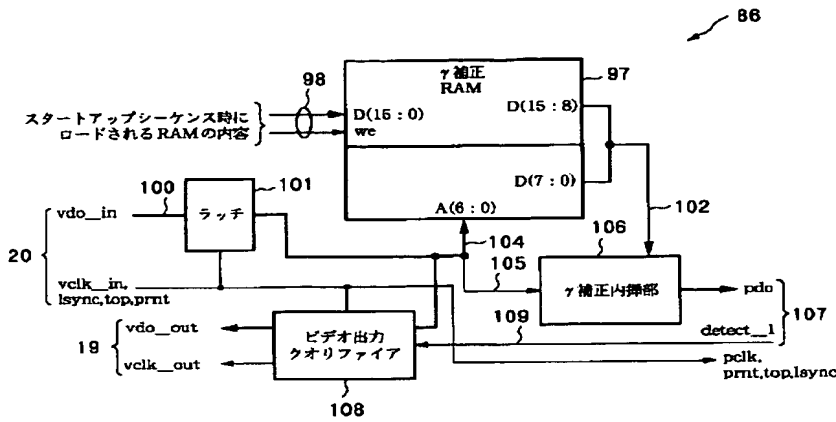 86
γ補正
RAM
97
98
スタートアップシーケンス時に
ロードされるRAMの内容
D(15:0)
we
D(15:8)
D(7:0)
A(6:0)
100
101
ラッチ
vdo_in
20
vclk_in,
lsync,top,prnt
102
104
105
106
γ補正内挿部
pdo
107
detect_1
109
vdo_out
19
vclk_out
ビデオ出力
クオリファイア
108
pclk,
prnt,top,lsync